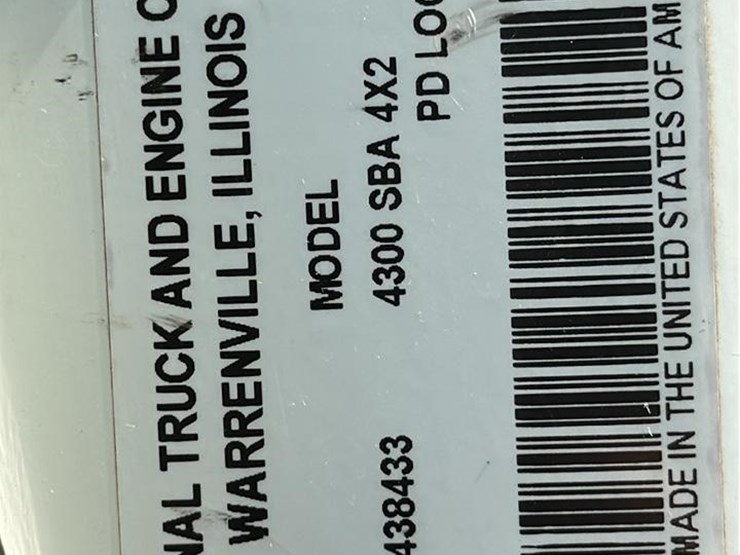 NAL TRUCK AND ENGINE C
WARRENVILLE, ILLINOIS
MODEL
438433 4300 SBA 4X2
PD LOC
MADE IN THE UNITED STATES OF AM